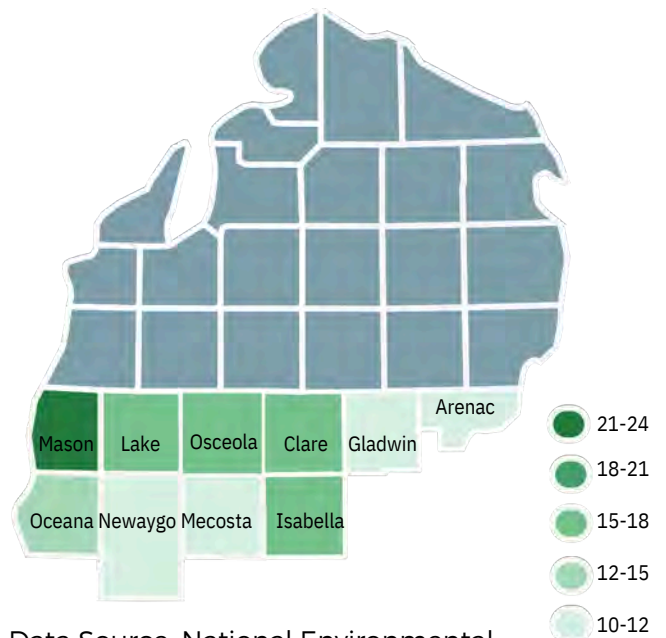 Arenac
Mason Lake Osceola Clare Gladwin
Oceana Newaygo Mecosta Isabella
21-24
18-21
15-18
12-15
10-12
Data Source National Environmental